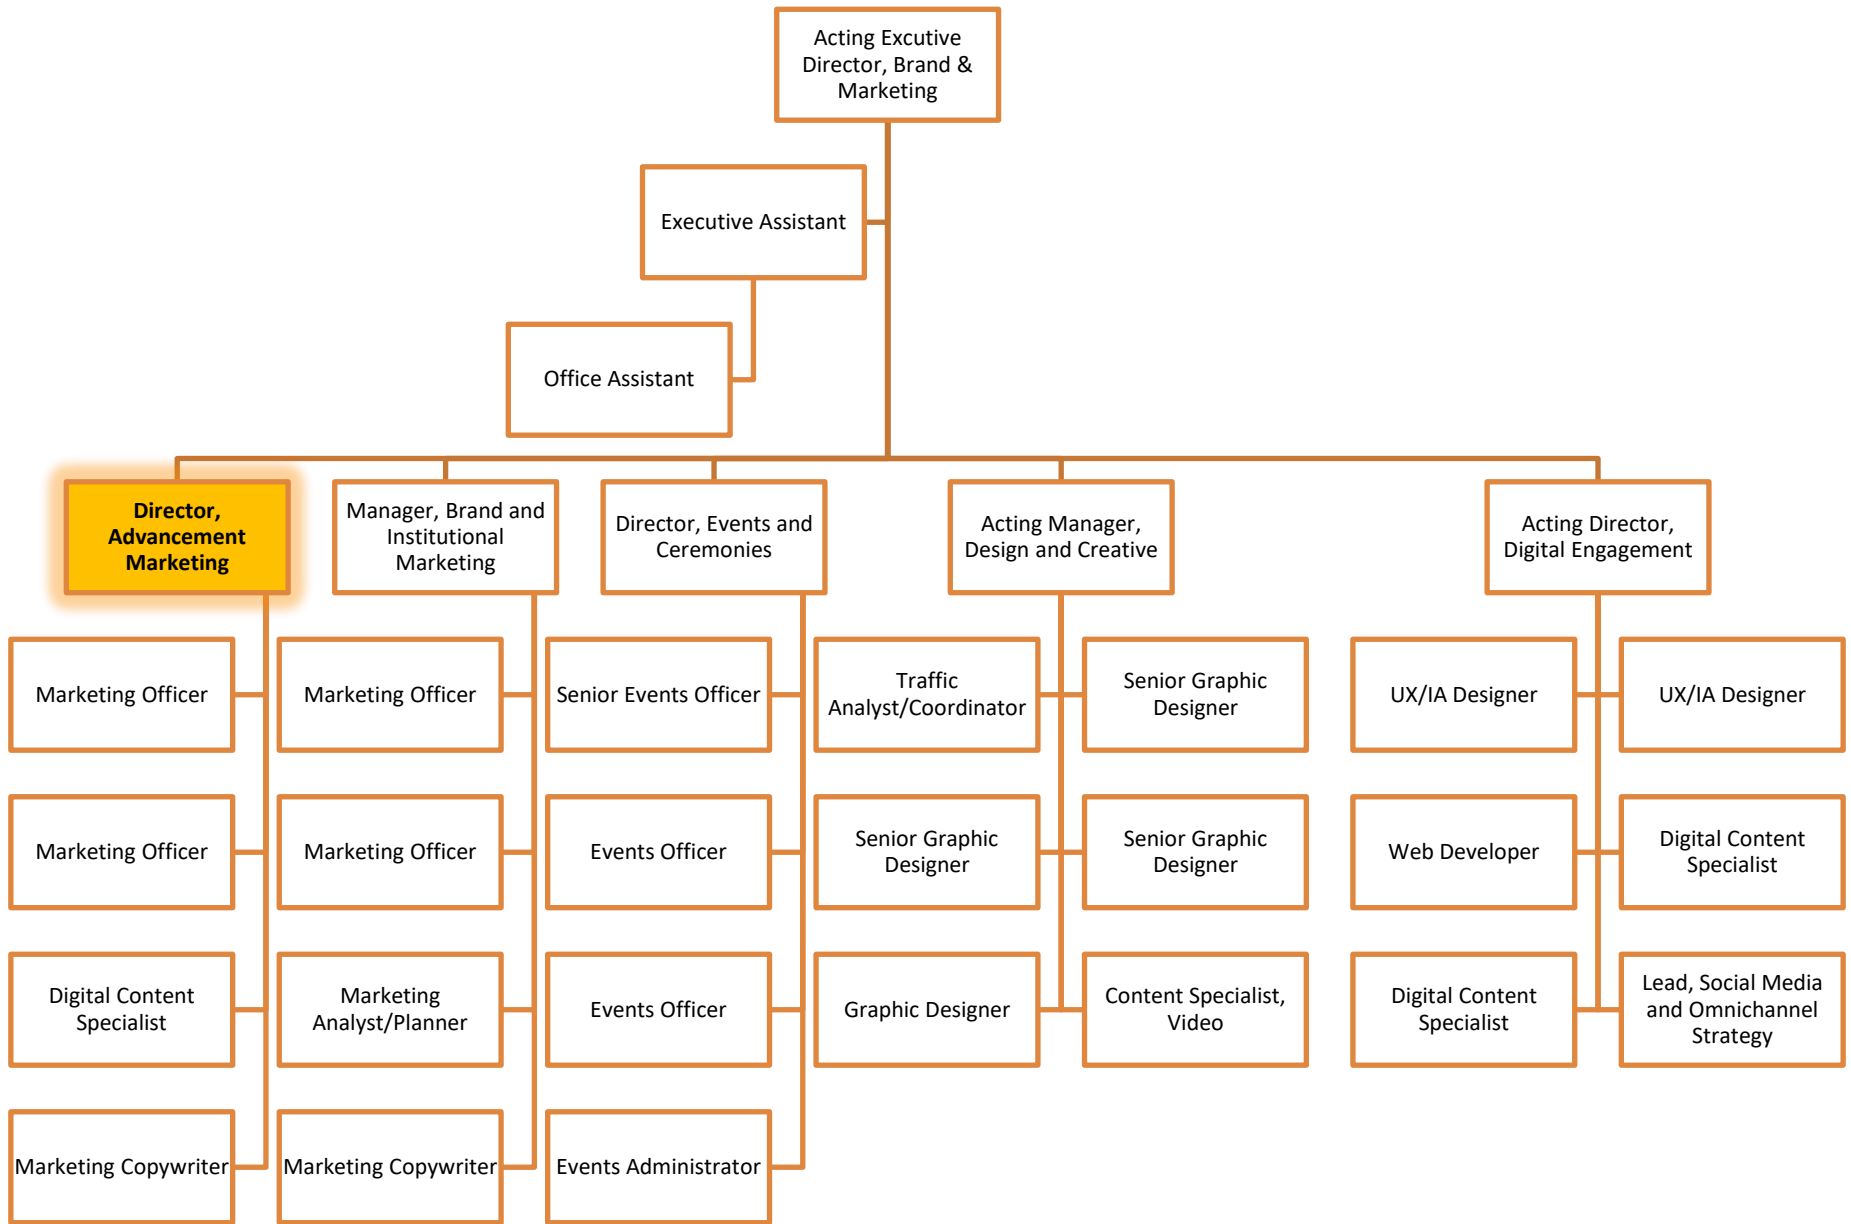 Acting Excutive
Director, Brand &
Marketing
Executive Assistant
Office Assistant
Director,
Advancement
Marketing
Manager, Brand and
Institutional
Marketing
Director, Events and
Ceremonies
Acting Manager,
Design and Creative
Acting Director,
Digital Engagement
Marketing Officer
Marketing Officer
Senior Events Officer
Traffic
Analyst/Coordinator
Senior Graphic
Designer
UX/IA Designer
UX/IA Designer
Marketing Officer
Marketing Officer
Events Officer
Senior Graphic
Designer
Senior Graphic
Designer
Web Developer
Digital Content
Specialist
Digital Content
Specialist
Marketing
Analyst/Planner
Events Officer
Graphic Designer
Content Specialist,
Video
Digital Content
Specialist
Lead, Social Media
and Omnichannel
Strategy
Marketing Copywriter
Marketing Copywriter
Events Administrator